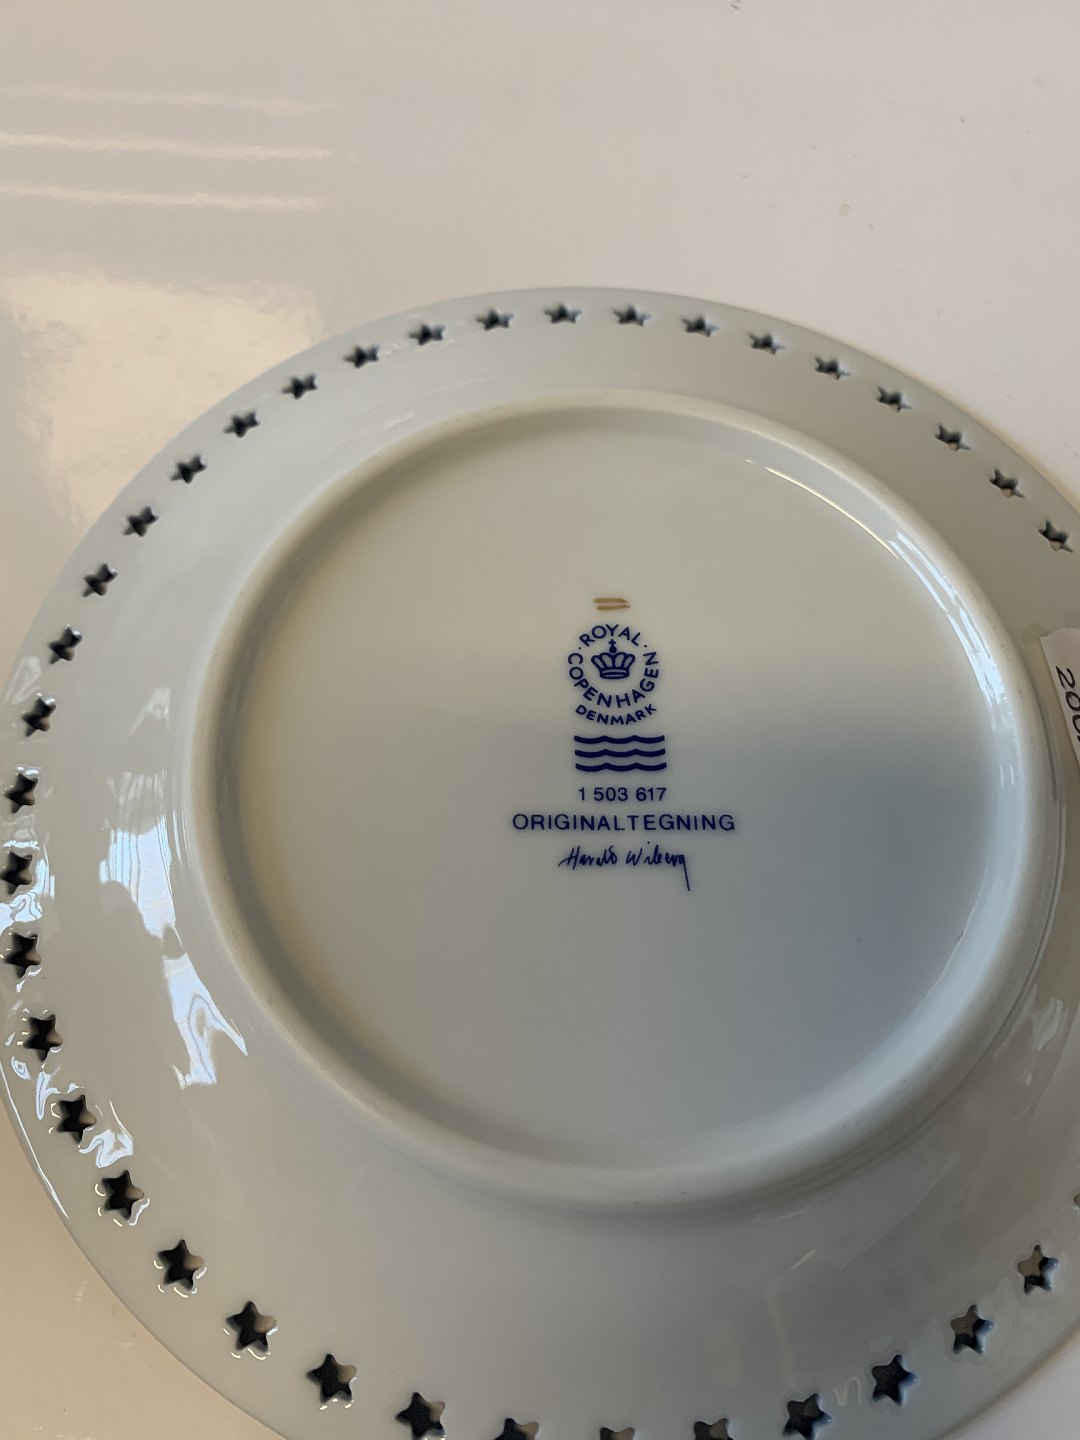 ROYAL
COPENHAGEN
DENMARK
1 503 617
ORIGINALTEGNING
Harald Wiberg